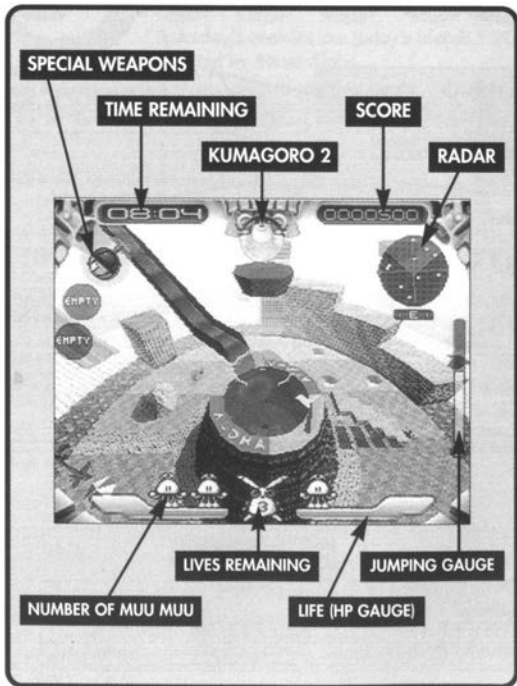 SPECIAL WEAPONS
TIME REMAINING
SCORE
KUMAGORO 2
RADAR
08:04
0000500
E
EMPTY
EMPTY
3
LIVES REMAINING
JUMPING GAUGE
NUMBER OF MUU MUU
LIFE (HP GAUGE)